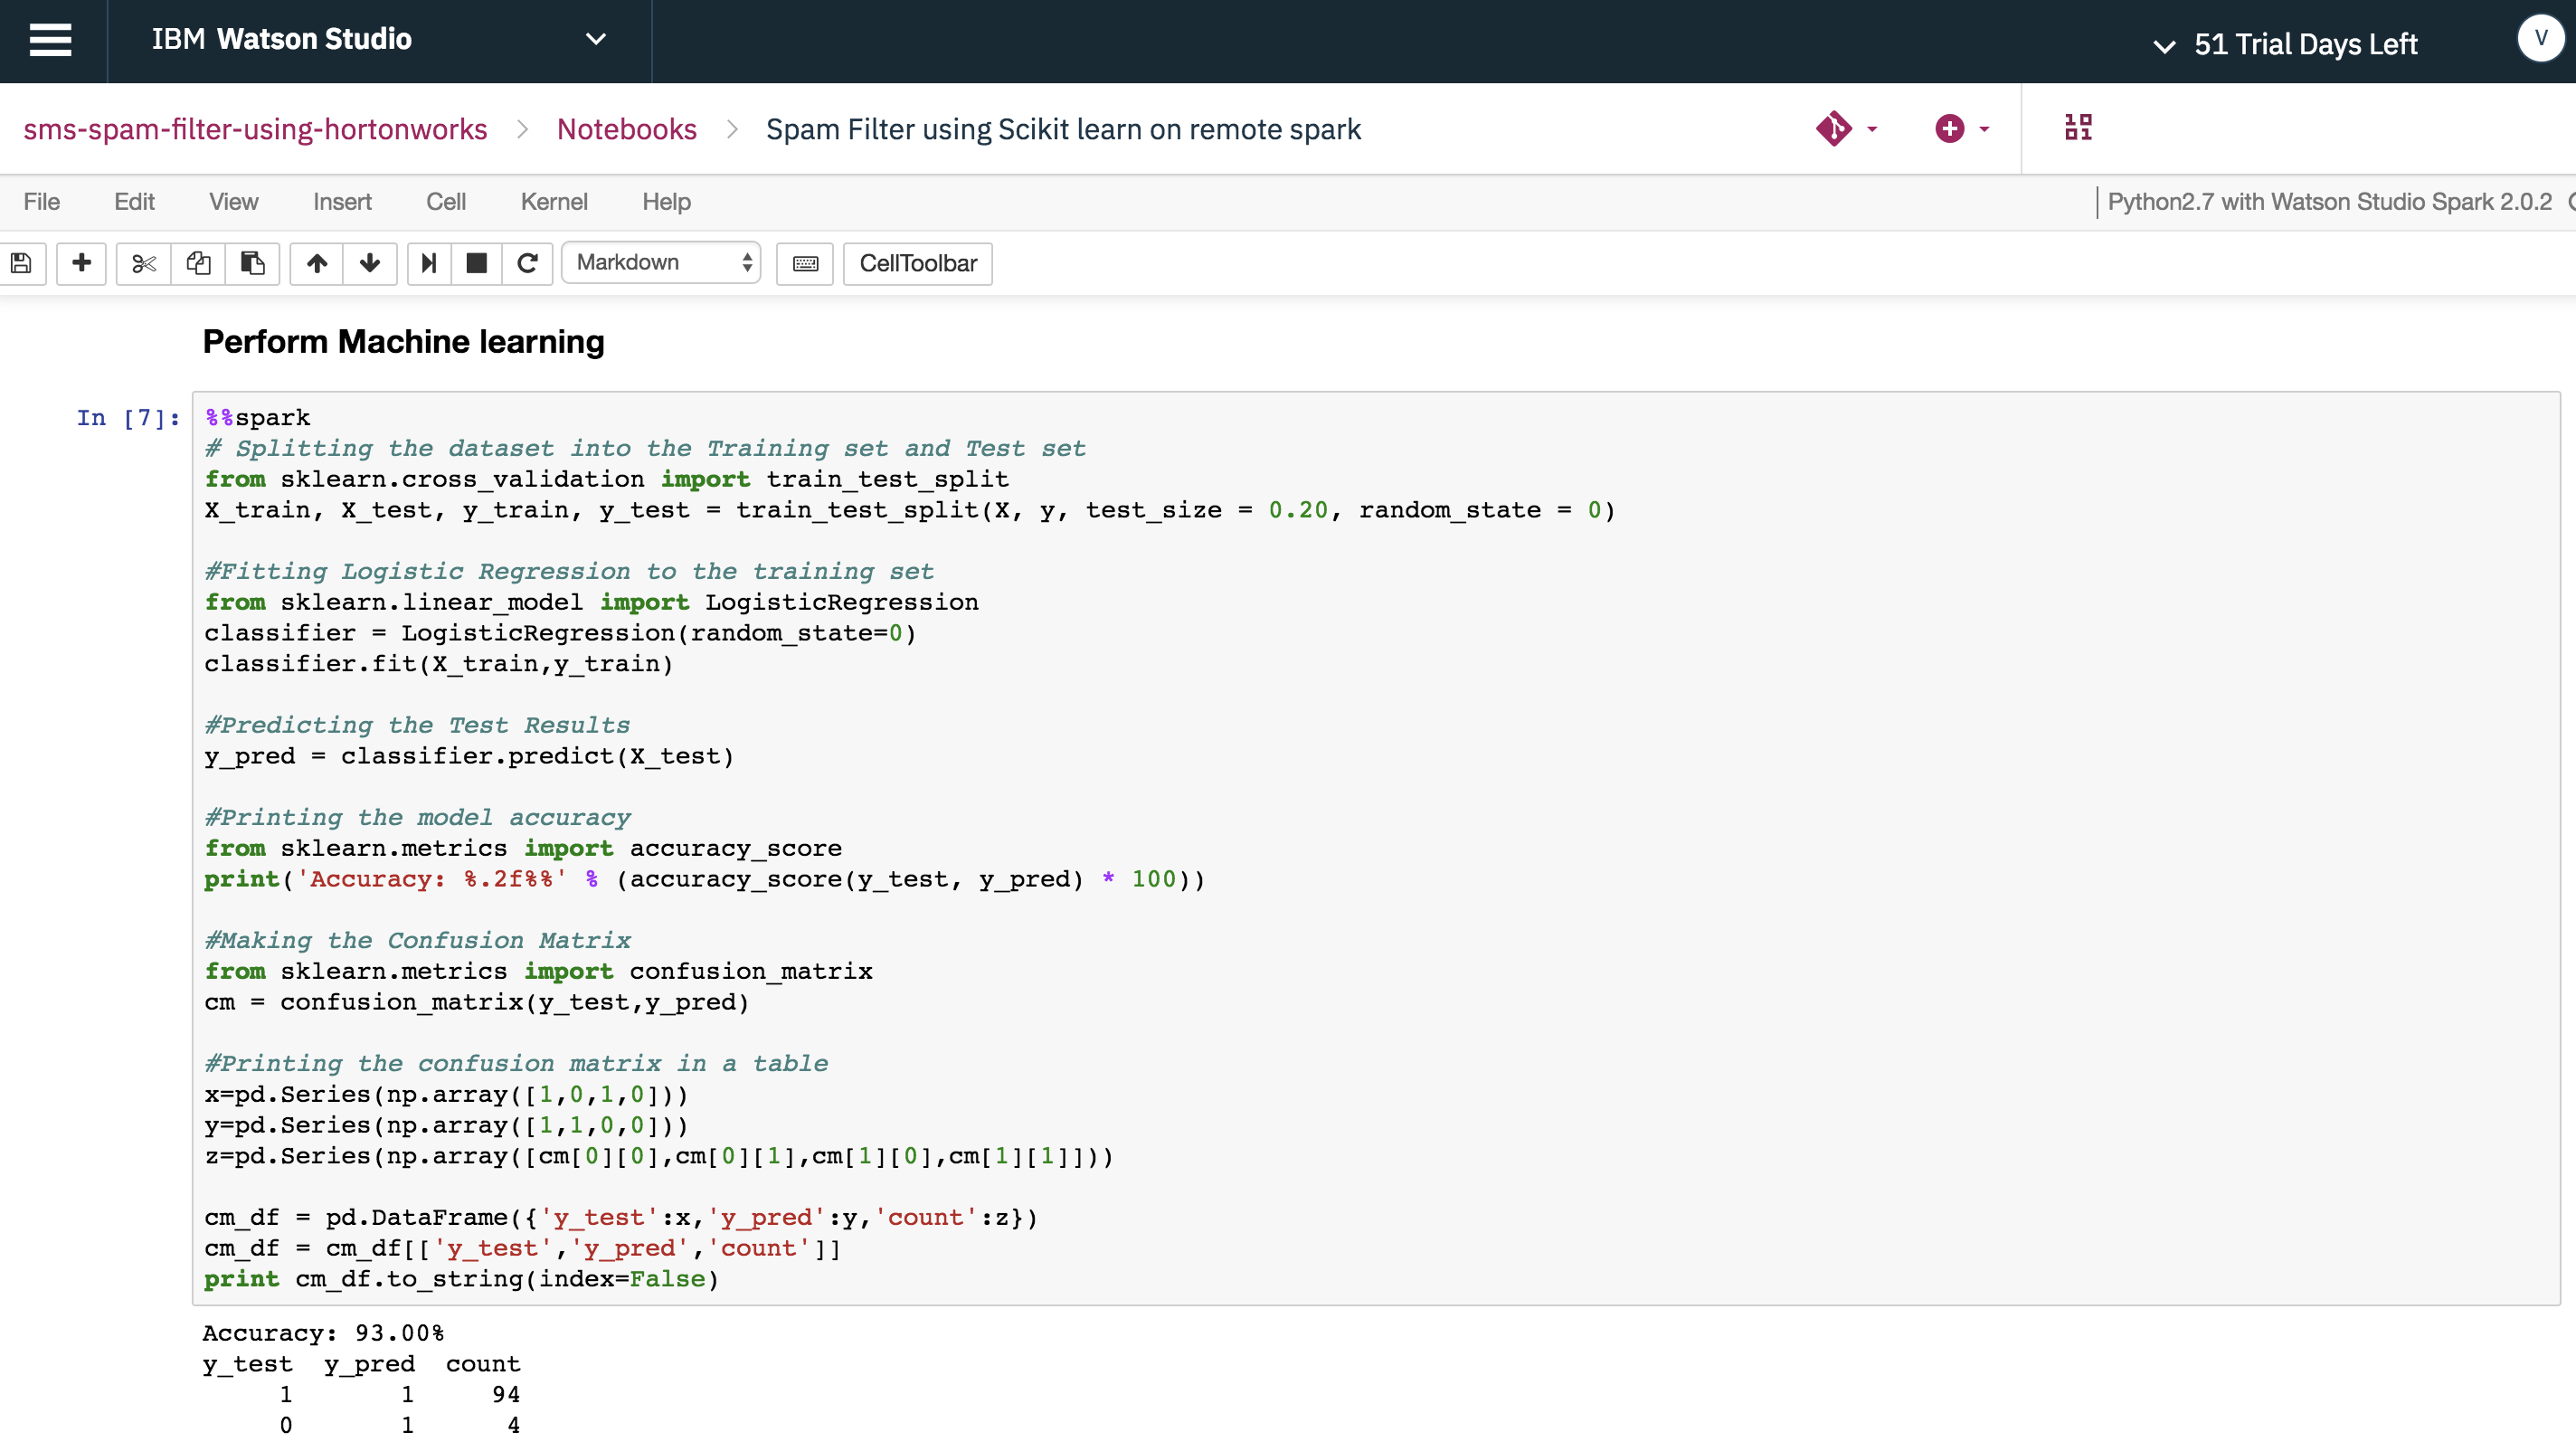 IBM Watson Studio
51 Trial Days Left
V
sms-spam-filter-using-hortonworks > Notebooks > Spam Filter using Scikit learn on remote spark
File Edit View Insert Cell Kernel Help
Python2.7 with Watson Studio Spark 2.0.2
Markdown
CellToolbar
Perform Machine learning
In [7]:
%%spark
# Splitting the dataset into the Training set and Test set
from sklearn.cross_validation import train_test_split
X_train, X_test, y_train, y_test = train_test_split(X, y, test_size = 0.20, random_state = 0)
#Fitting Logistic Regression to the training set
from sklearn.linear_model import LogisticRegression
classifier = LogisticRegression(random_state=0)
classifier.fit(X_train,y_train)
#Predicting the Test Results
y_pred = classifier.predict(X_test)
#Printing the model accuracy
from sklearn.metrics import accuracy_score
print('Accuracy: %.2f%%' % (accuracy_score(y_test, y_pred) * 100))
#Making the Confusion Matrix
from sklearn.metrics import confusion_matrix
cm = confusion_matrix(y_test,y_pred)
#Printing the confusion matrix in a table
x=pd.Series(np.array([1,0,1,0]))
y=pd.Series(np.array([1,1,0,0]))
z=pd.Series(np.array([cm[0][0],cm[0][1],cm[1][0],cm[1][1]]))
cm_df = pd.DataFrame({'y_test':x,'y_pred':y,'count':z})
cm_df = cm_df[['y_test','y_pred','count']]
print cm_df.to_string(index=False)
Accuracy: 93.00%
y_test y_pred count
1 1 94
0 1 4